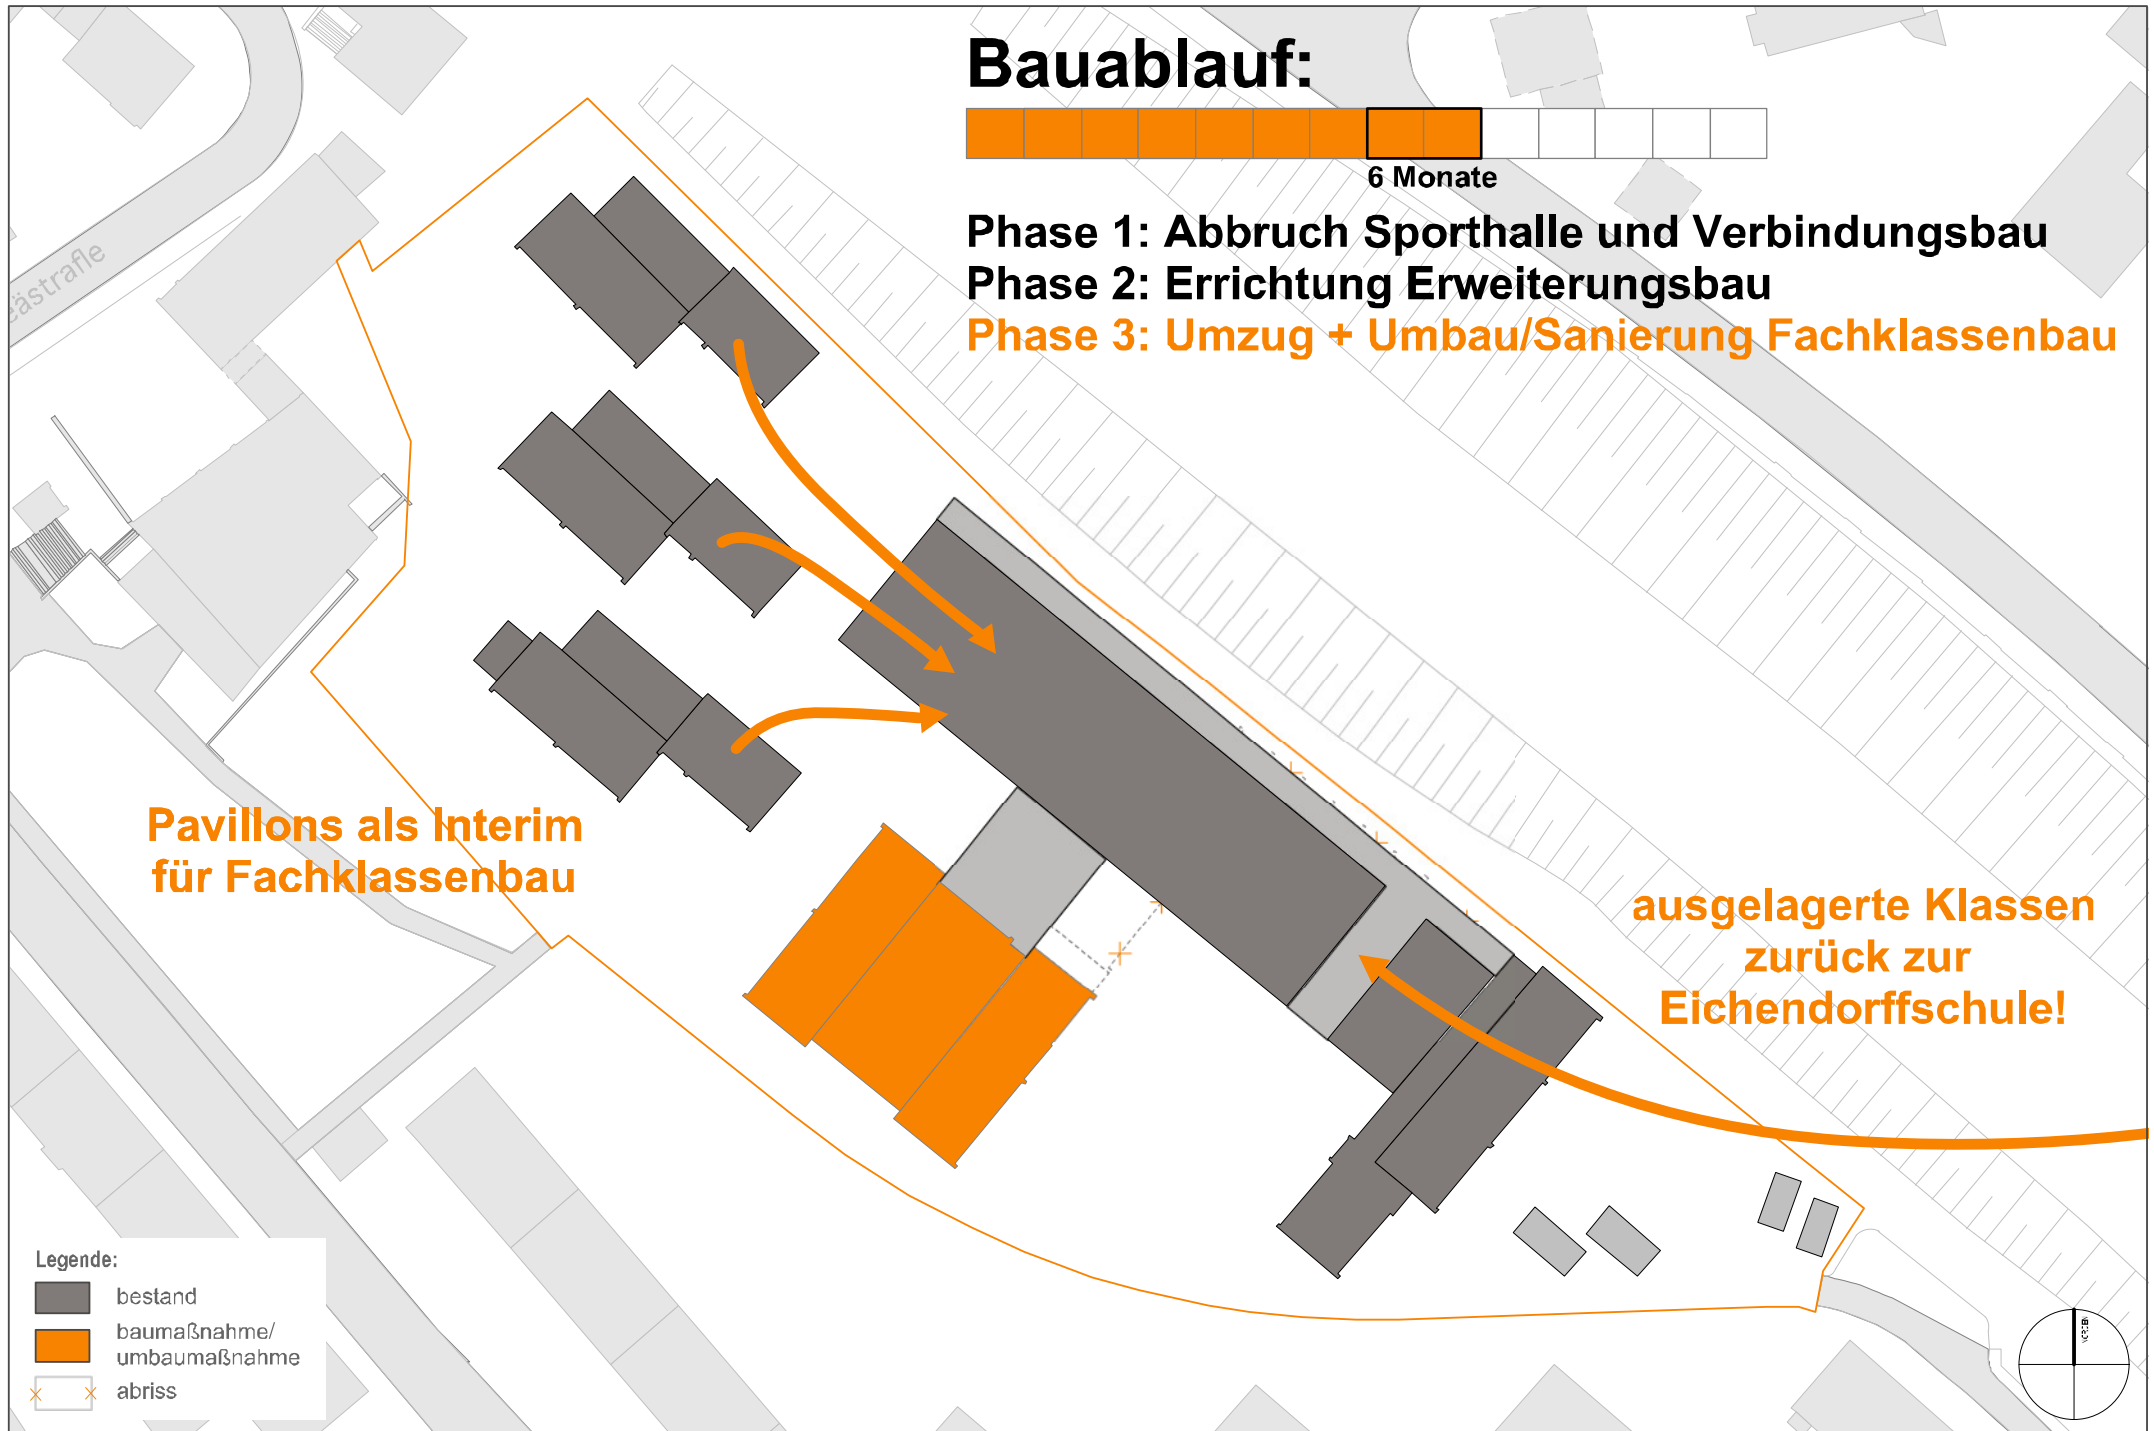 Bauablauf:
6 Monate
Phase 1: Abbruch Sporthalle und Verbindungsbau
Phase 2: Errichtung Erweiterungsbau
Phase 3: Umzug + Umbau/Sanierung Fachklassenbau
Pavillons als Interim
für Fachklassenbau
ausgelagerte Klassen
zurück zur
Eichendorffschule!
Legende:
bestand
baumaßnahme/
umbaumaßnahme
abriss
NORDEN